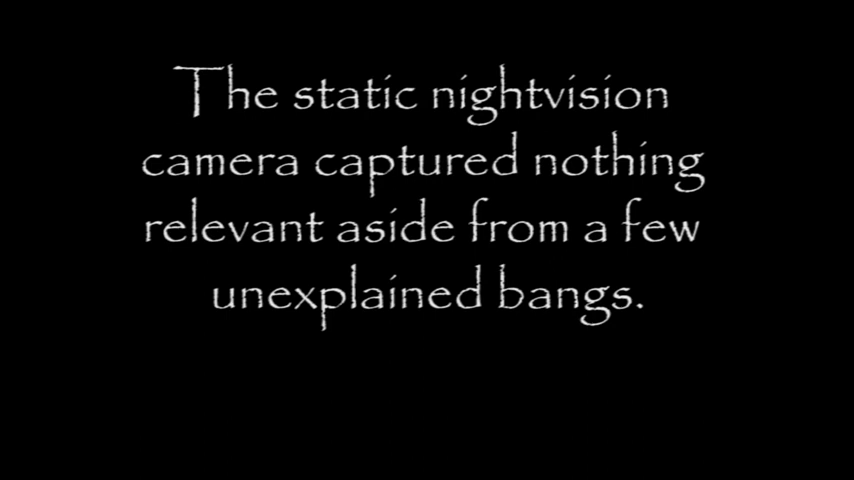 The static nightvision
camera captured nothing
relevant aside from a few
unexplained bangs.